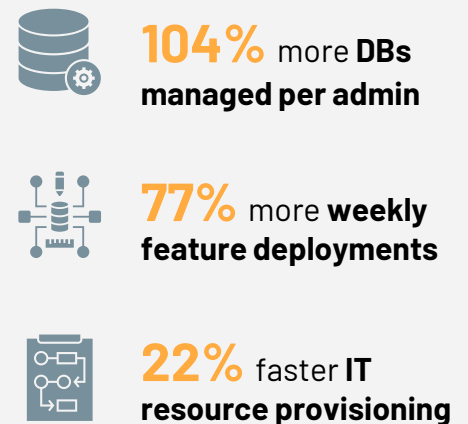 104% more DBs
managed per admin
77% more weekly
feature deployments
22% faster IT
resource provisioning